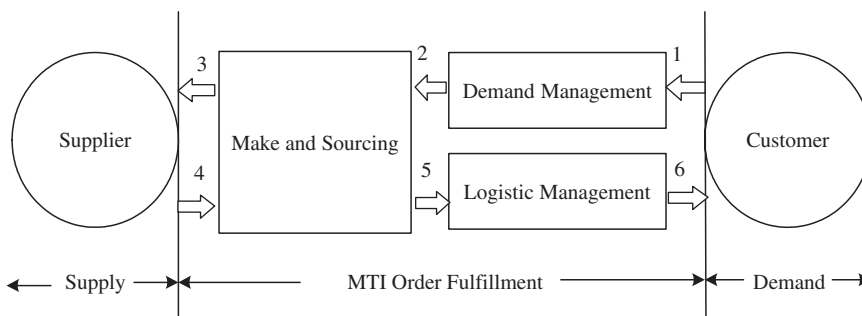 1
2
3
Demand Management
Supplier
Make and Sourcing
Customer
4
5
6
Logistic Management
Supply
MTI Order Fulfillment
Demand